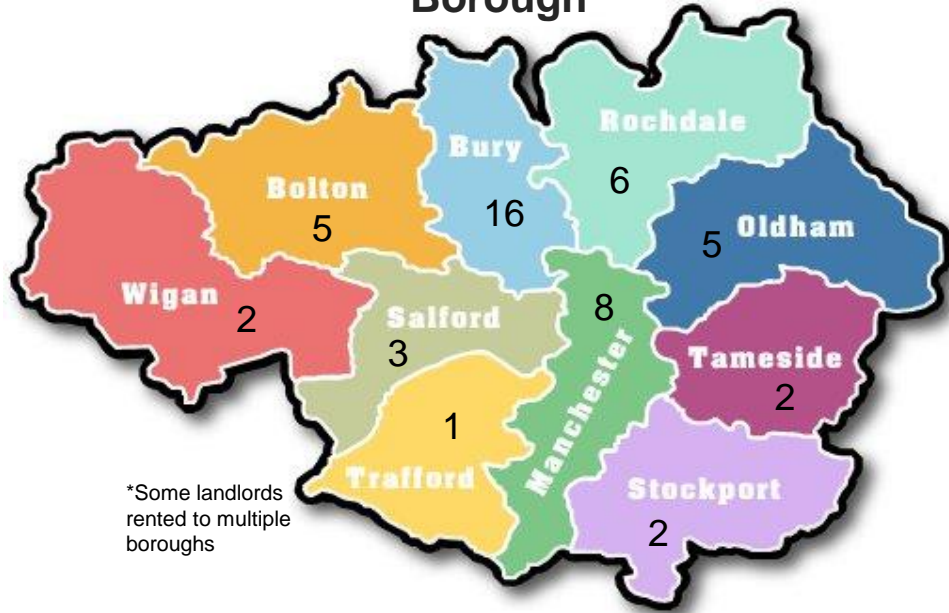 Borough
Rochdale
6
Bury
16
Bolton
5
Oldham
5
Wigan
2
Salford
3
Manchester
8
Tameside
2
Trafford
1
Stockport
2
*Some landlords
rented to multiple
boroughs